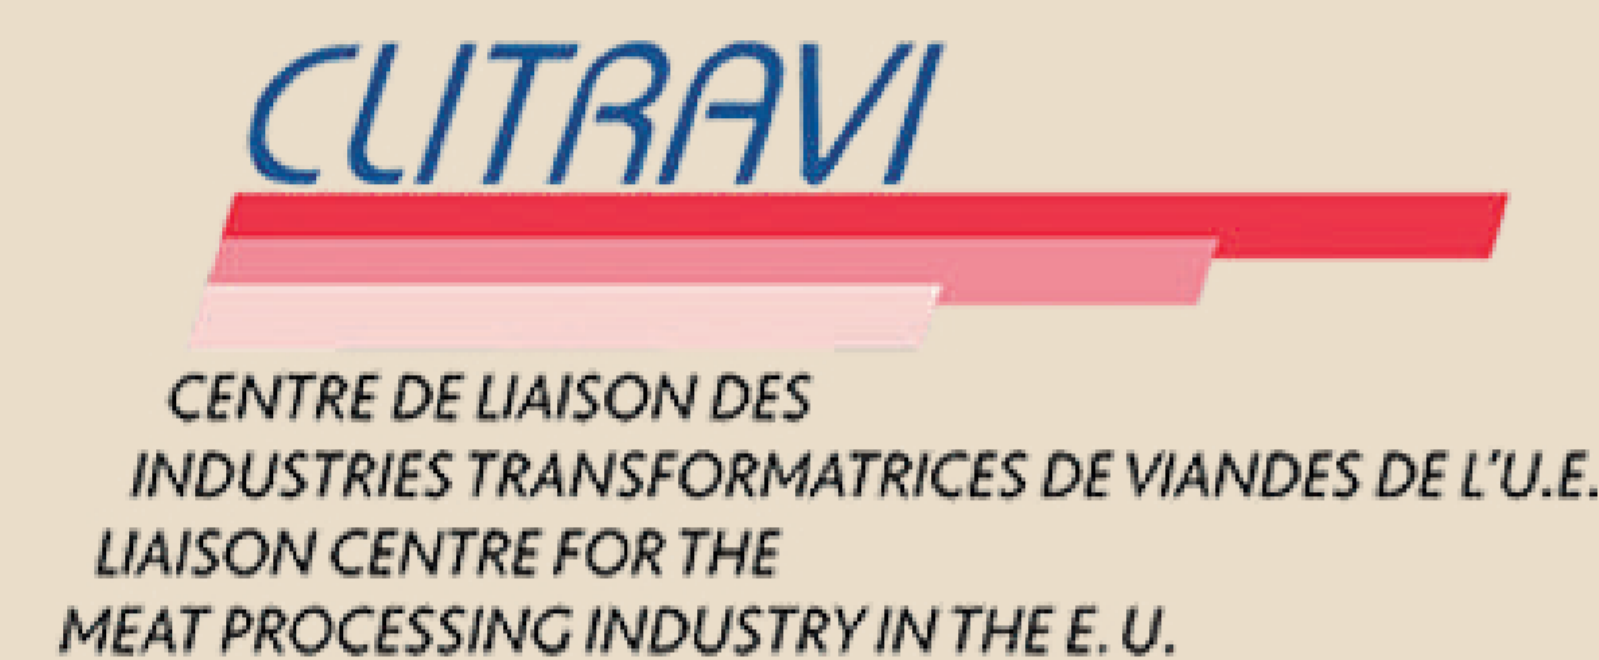 CLITRAVI
CENTRE DE LIAISON DES
INDUSTRIES TRANSFORMATRICES DE VIANDES DE L'U.E.
LIAISON CENTRE FOR THE
MEAT PROCESSING INDUSTRY IN THE E. U.